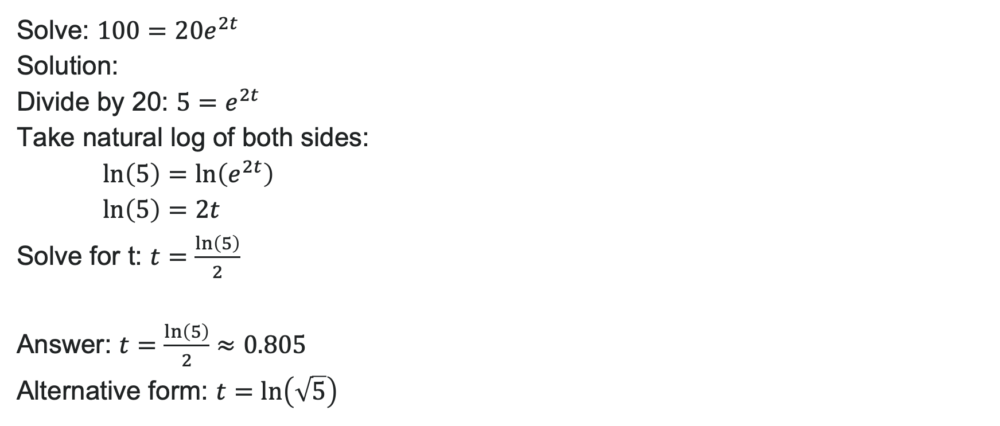 Solve: 100 = 20e^{2t}
Solution:
Divide by 20: 5 = e^{2t}
Take natural log of both sides:
ln(5) = ln(e^{2t})
ln(5) = 2t
Solve for t: t = \frac{ln(5)}{2}
Answer: t = \frac{ln(5)}{2} ≈ 0.805
Alternative form: t = ln(√5)